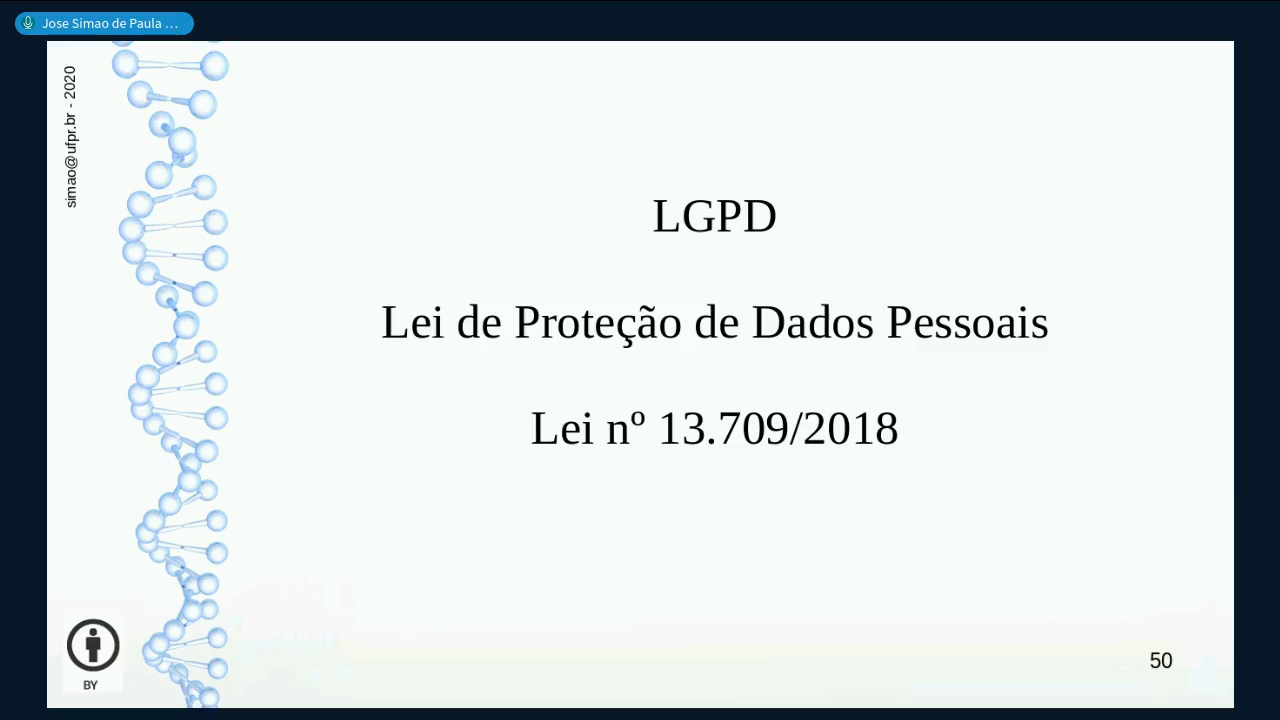 Jose Simao de Paula …
simao@ufpr.br - 2020
LGPD
Lei de Proteção de Dados Pessoais
Lei nº 13.709/2018
BY
50